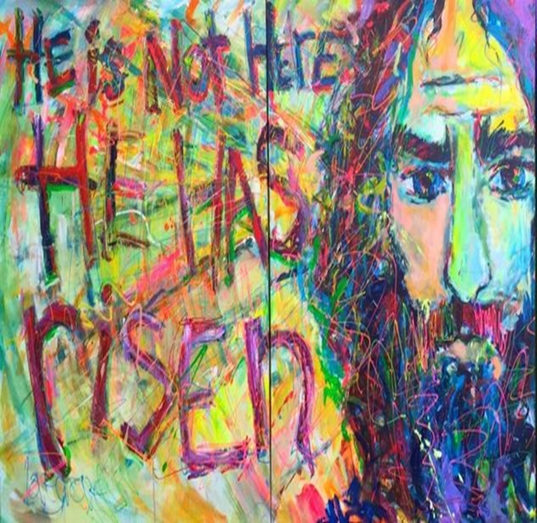 HE is NOT HERE
HE HAS
risen